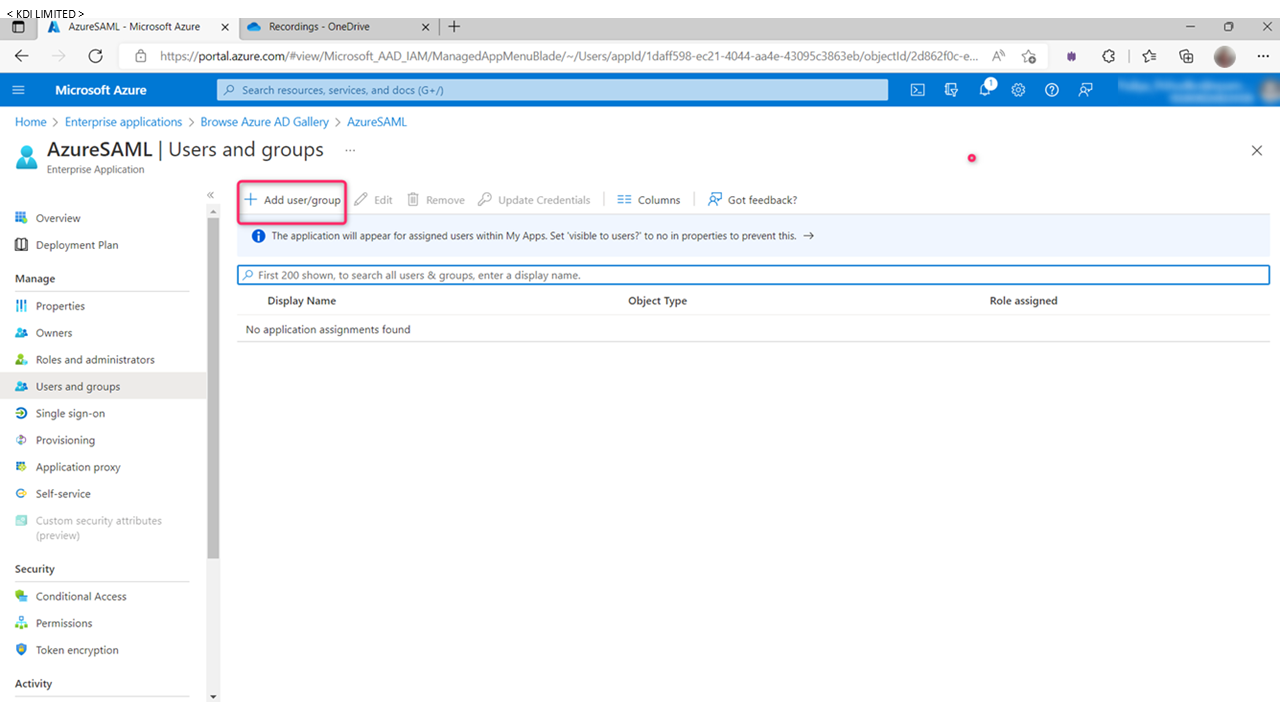 < KDI LIMITED >
AzureSAML - Microsoft Azure
Recordings - OneDrive
https://portal.azure.com/#view/Microsoft_AAD_IAM/ManagedAppMenuBlade/~/Users/appId/1daff598-ec21-4044-aa4e-43095c3863eb/objectId/2d862f0c-e...
Microsoft Azure
Search resources, services, and docs (G+/)
1
Home > Enterprise applications > Browse Azure AD Gallery > AzureSAML
AzureSAML | Users and groups ...
Enterprise Application
Add user/group
Edit
Remove
Update Credentials
Columns
Got feedback?
The application will appear for assigned users within My Apps. Set 'visible to users?' to no in properties to prevent this. →
First 200 shown, to search all users & groups, enter a display name.
Display Name
Object Type
Role assigned
No application assignments found
Overview
Deployment Plan
Manage
Properties
Owners
Roles and administrators
Users and groups
Single sign-on
Provisioning
Application proxy
Self-service
Custom security attributes
(preview)
Security
Conditional Access
Permissions
Token encryption
Activity